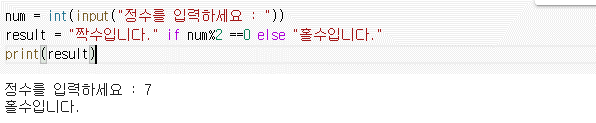 num = int(input("정수를 입력하세요 : "))
result = "짝수입니다." if num%2 ==0 else "홀수입니다."
print(result)
정수를 입력하세요 : 7
홀수입니다.